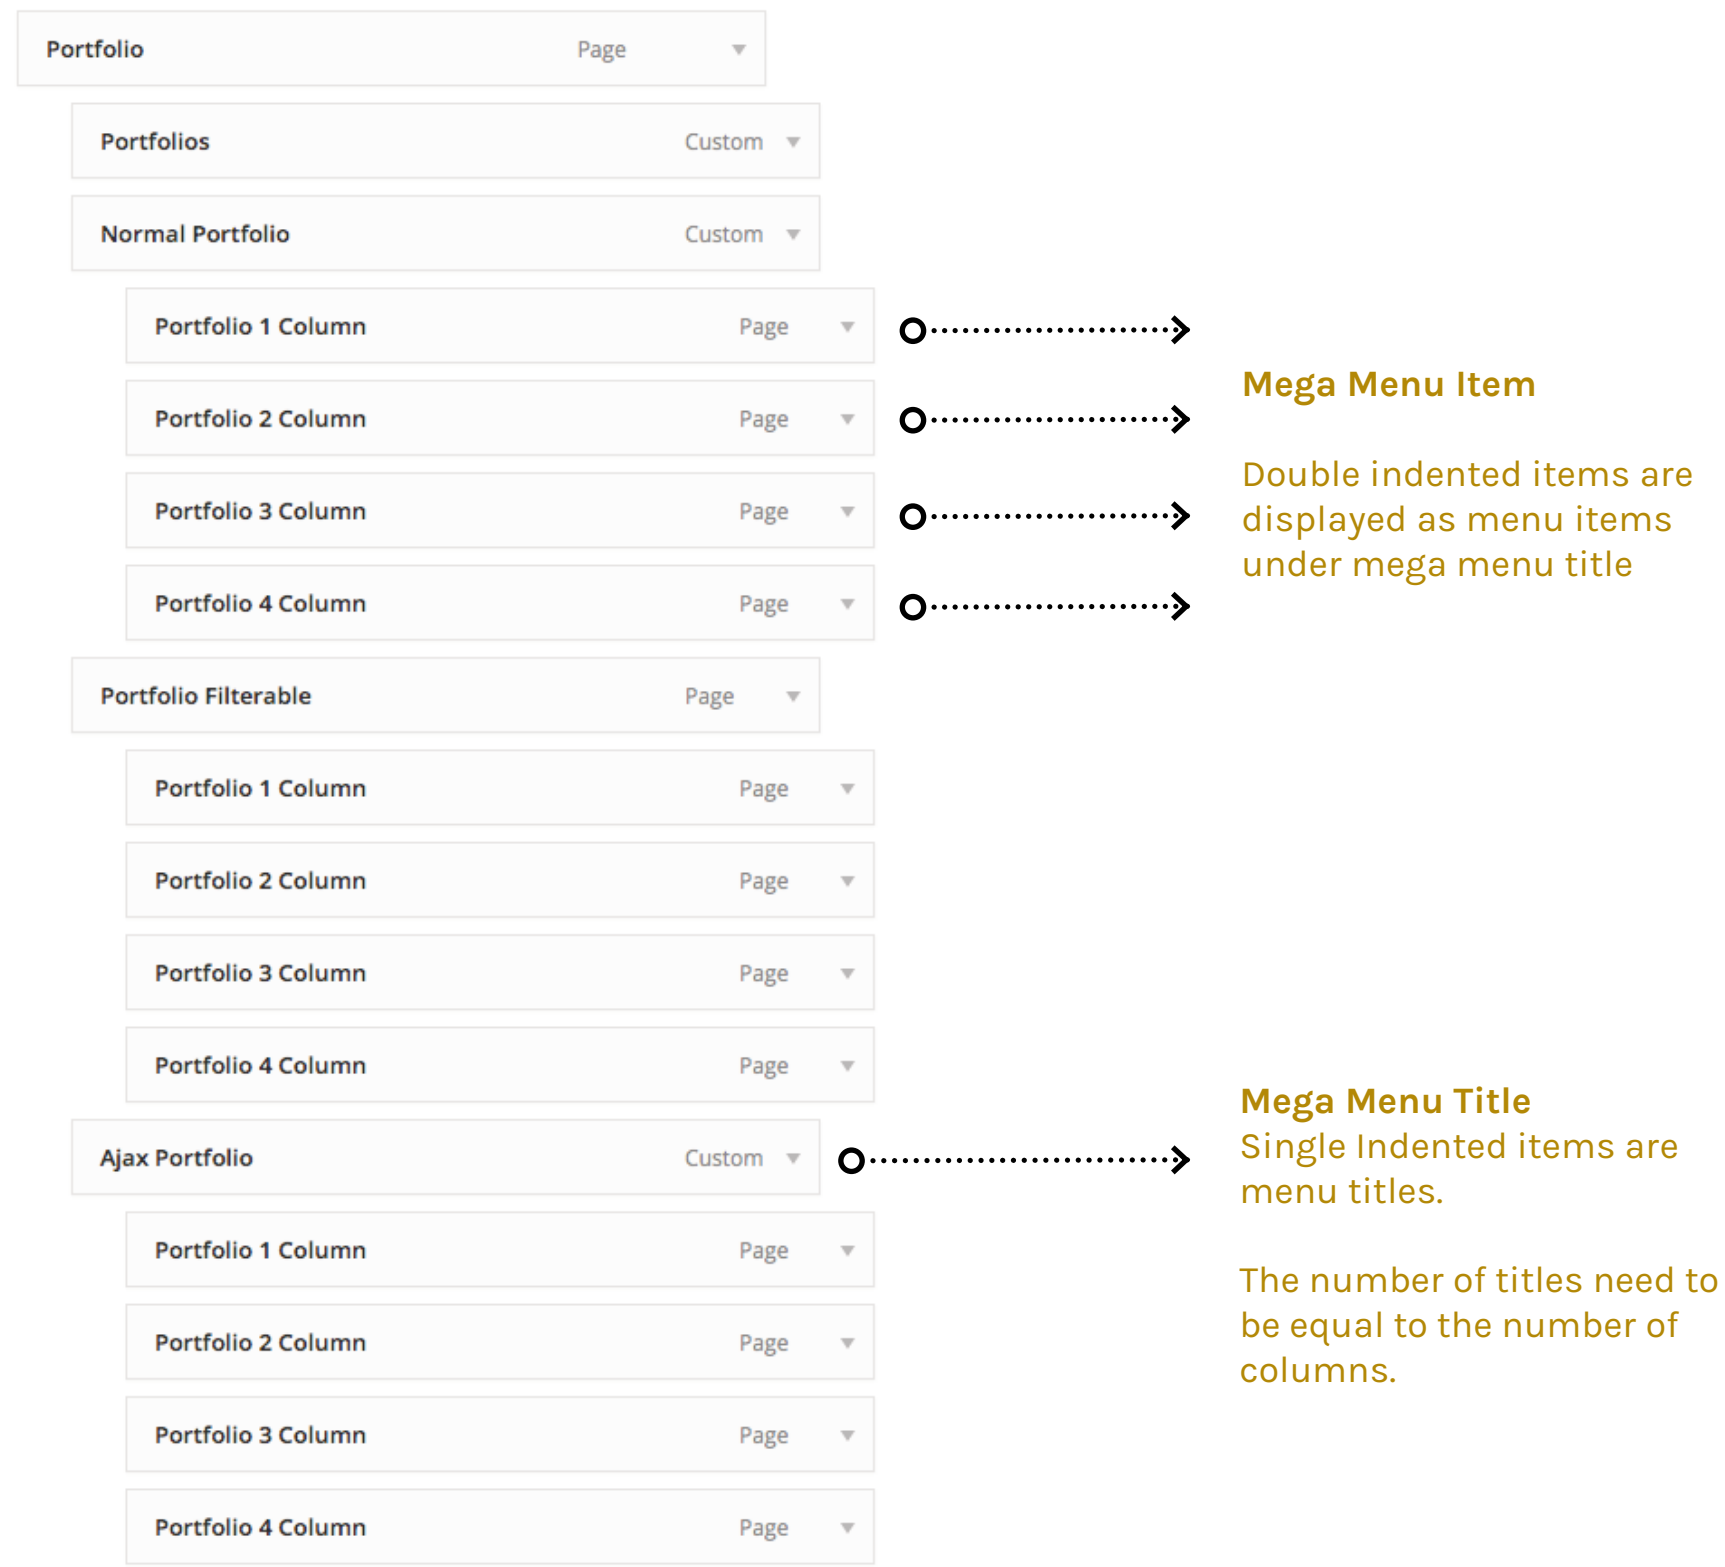 Portfolio Page
Portfolios Custom
Normal Portfolio Custom
Portfolio 1 Column Page
Portfolio 2 Column Page
Portfolio 3 Column Page
Portfolio 4 Column Page
Portfolio Filterable Page
Portfolio 1 Column Page
Portfolio 2 Column Page
Portfolio 3 Column Page
Portfolio 4 Column Page
Ajax Portfolio Custom
Portfolio 1 Column Page
Portfolio 2 Column Page
Portfolio 3 Column Page
Portfolio 4 Column Page
Mega Menu Item
Double indented items are
displayed as menu items
under mega menu title
Mega Menu Title
Single Indented items are
menu titles.
The number of titles need to
be equal to the number of
columns.